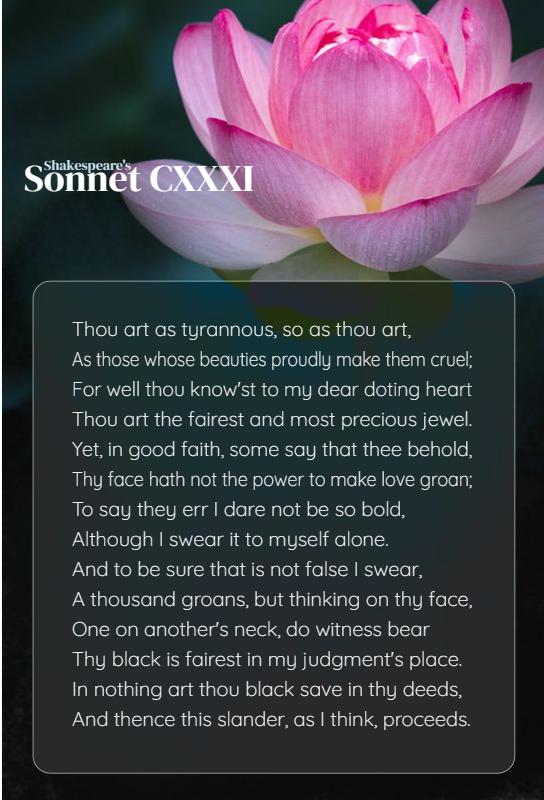 Shakespeare's
Sonnet CXXXI
Thou art as tyrannous, so as thou art,
As those whose beauties proudly make them cruel;
For well thou know'st to my dear doting heart
Thou art the fairest and most precious jewel.
Yet, in good faith, some say that thee behold,
Thy face hath not the power to make love groan;
To say they err I dare not be so bold,
Although I swear it to myself alone.
And to be sure that is not false I swear,
A thousand groans, but thinking on thy face,
One on another's neck, do witness bear
Thy black is fairest in my judgment's place.
In nothing art thou black save in thy deeds,
And thence this slander, as I think, proceeds.